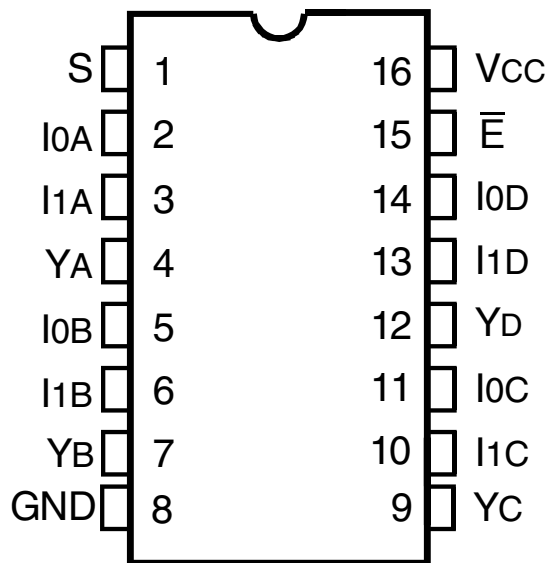 S 1 16 VCC
I0A 2 15 E̅
I1A 3 14 I0D
YA 4 13 I1D
I0B 5 12 YD
I1B 6 11 I0C
YB 7 10 I1C
GND 8 9 YC